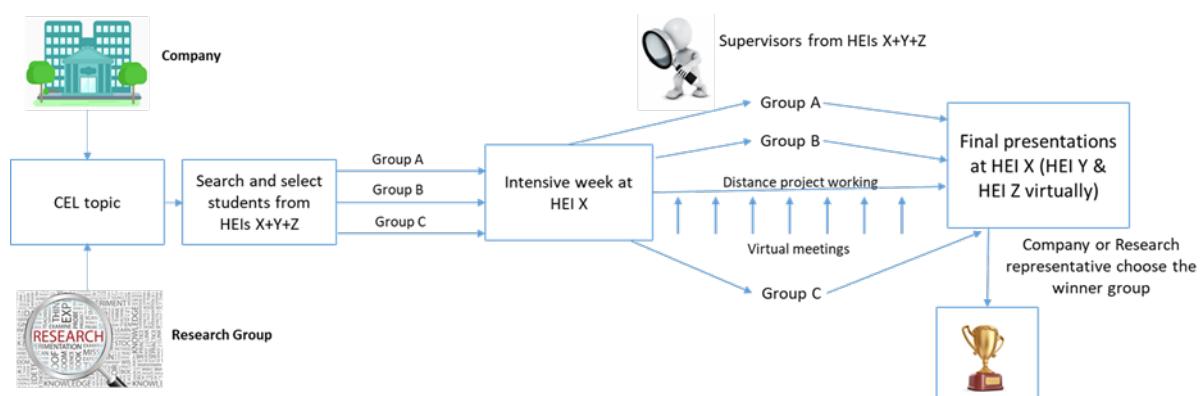 Company
Supervisors from HEIs X+Y+Z
CEL topic
Search and select
students from
HEIs X+Y+Z
Group A
Group B
Group C
Intensive week at
HEI X
Group A
Group B
Distance project working
Virtual meetings
Group C
Final presentations
at HEI X (HEI Y &
HEI Z virtually)
Company or Research
representative choose the
winner group
RESEARCH
Research Group